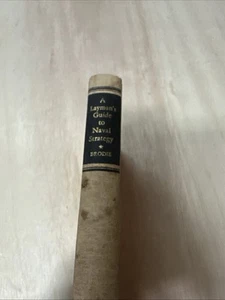 A
Layman's
Guide
to
Naval
Strategy
BRODIE